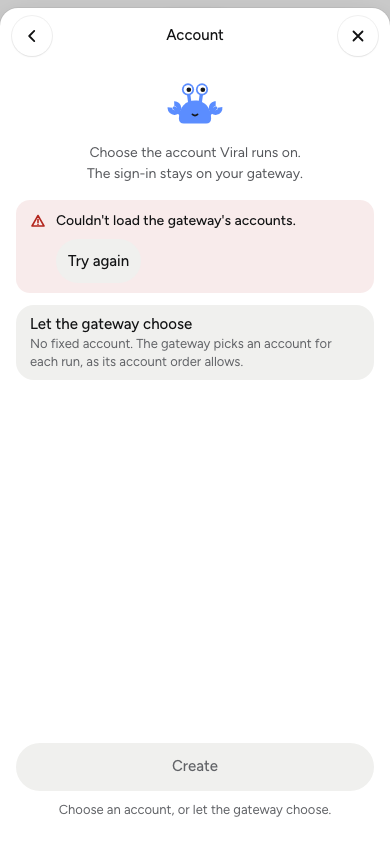 Account
Choose the account Viral runs on.
The sign-in stays on your gateway.
Couldn't load the gateway's accounts.
Try again
Let the gateway choose
No fixed account. The gateway picks an account for
each run, as its account order allows.
Create
Choose an account, or let the gateway choose.